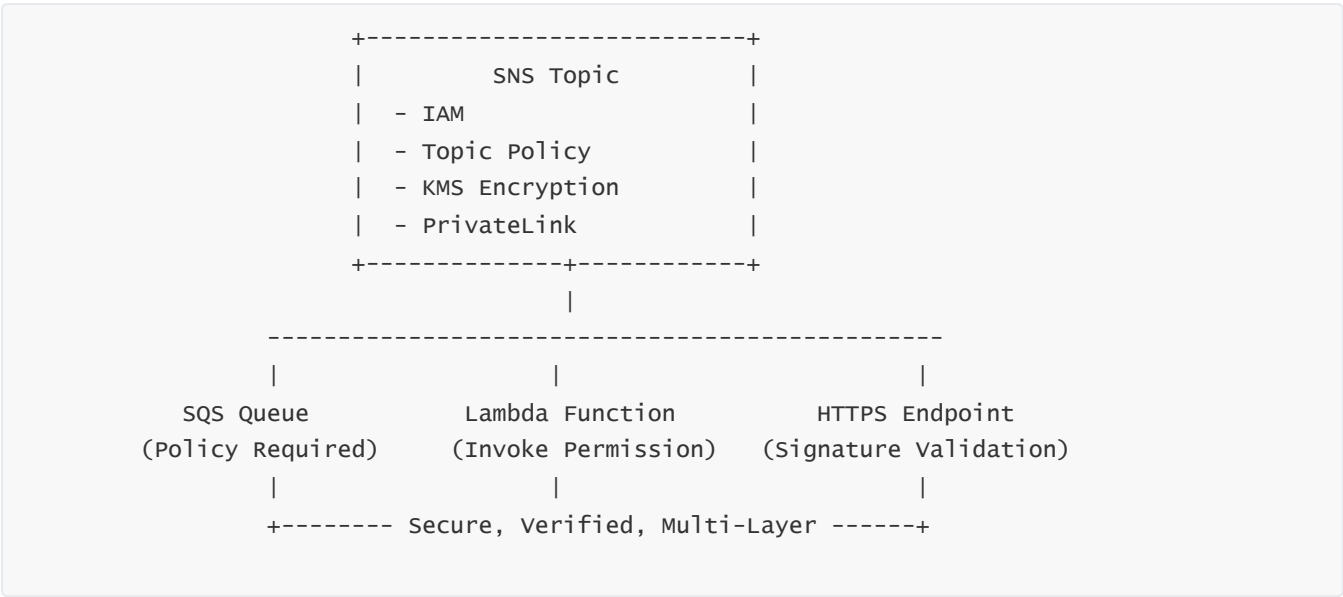 +---------------------------+
|         SNS Topic         |
|  - IAM                    |
|  - Topic Policy           |
|  - KMS Encryption         |
|  - PrivateLink            |
+--------------+------------+
|
------------------------------------------------
|                   |                         |
SQS Queue           Lambda Function          HTTPS Endpoint
(Policy Required)     (Invoke Permission)   (Signature Validation)
|                   |                         |
+-------- Secure, Verified, Multi-Layer ------+